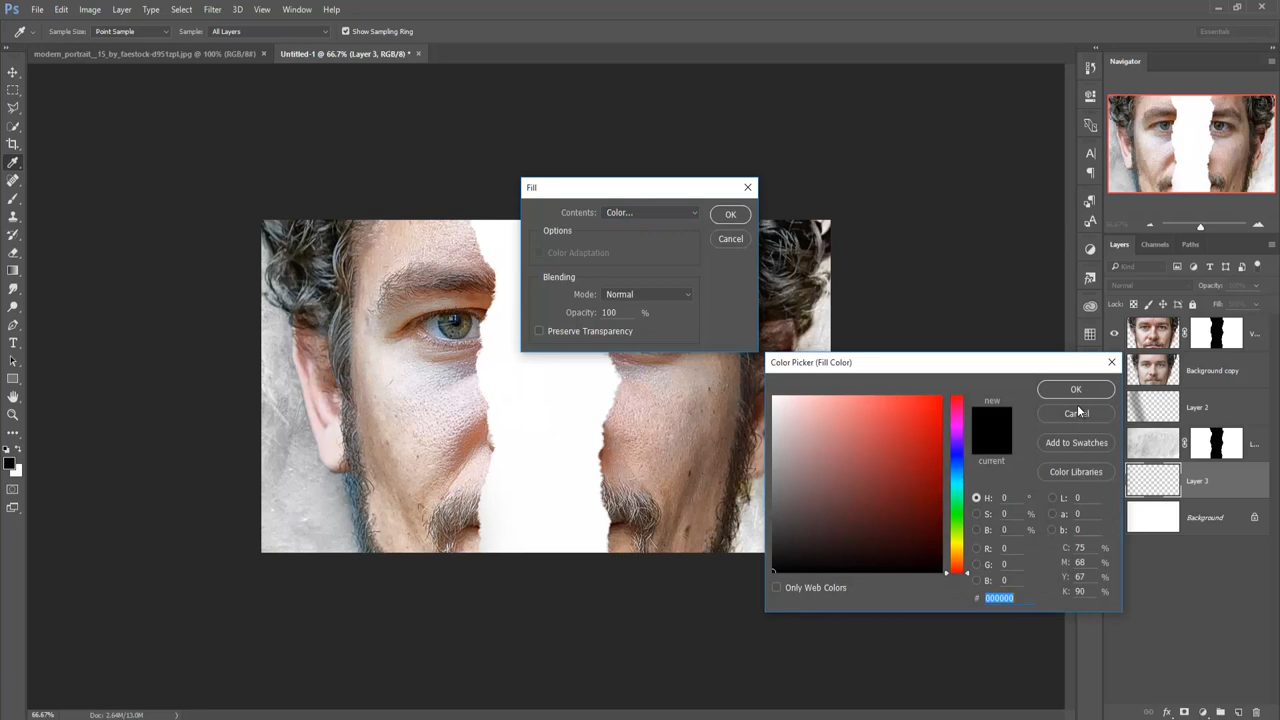 Ps File Edit Image Layer Type Select Filter 3D View Window Help
Sample Size: Point Sample Sample: All Layers Show Sampling Ring Essentials
modern_portrait__15_by_faestock-d951zpl.jpg @ 100% (RGB/8#) × Untitled-1 @ 66.7% (Layer 3, RGB/8) * ×
Navigator
Fill
Contents: Color... OK
Options
Cancel
Color Adaptation
Blending
Mode: Normal
Opacity: 100 %
Preserve Transparency
Color Picker (Fill Color)
new
OK
Cancel
current
Add to Swatches
Color Libraries
H: 0 ° L: 0
S: 0 % a: 0
B: 0 % b: 0
R: 0 C: 75 %
G: 0 M: 68 %
B: 0 Y: 67 %
K: 90 %
# 000000
Only Web Colors
Layers Channels Paths
Kind
Normal Opacity:
Lock: Fill:
V...
Background copy
Layer 2
L...
Layer 3
Background
66.67% Doc: 2.64M/13.0M